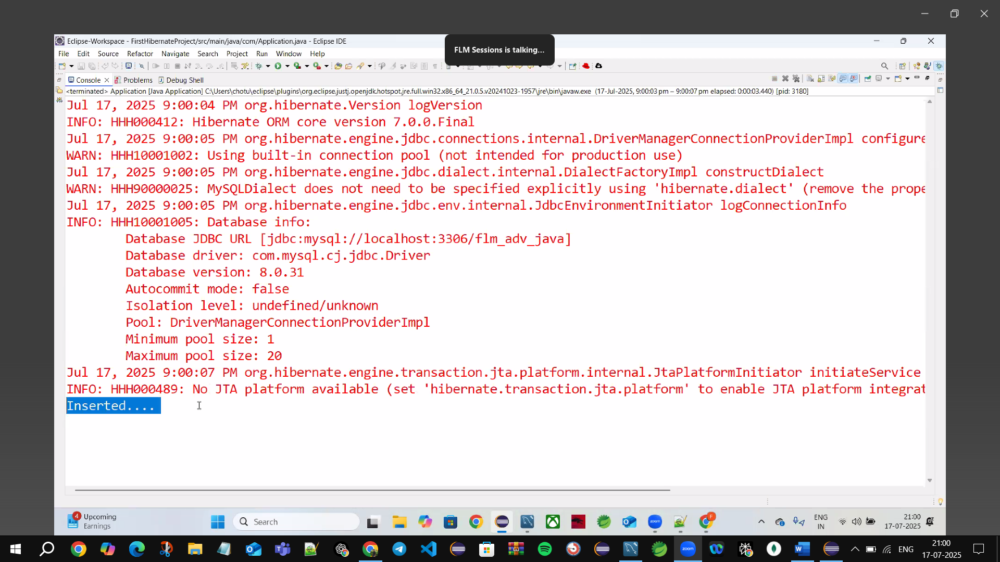 Eclipse-Workspace - FirstHibernateProject/src/main/java/com/Application.java - Eclipse IDE
FLM Sessions is talking...
File Edit Source Refactor Navigate Search Project Run Window Help
Console Problems Debug Shell
<terminated> Application [Java Application] C:\Users\chotu\eclipse\plugins\org.eclipse.justj.openjdk.hotspot.jre.full.win32.x86_64_21.0.5.v20241023-1957\jre\bin\javaw.exe (17-Jul-2025, 9:00:03 pm – 9:00:07 pm elapsed: 0:00:03.440) [pid: 3180]
Jul 17, 2025 9:00:04 PM org.hibernate.Version logVersion
INFO: HHH000412: Hibernate ORM core version 7.0.0.Final
Jul 17, 2025 9:00:05 PM org.hibernate.engine.jdbc.connections.internal.DriverManagerConnectionProviderImpl configure
WARN: HHH10001002: Using built-in connection pool (not intended for production use)
Jul 17, 2025 9:00:05 PM org.hibernate.engine.jdbc.dialect.internal.DialectFactoryImpl constructDialect
WARN: HHH90000025: MySQLDialect does not need to be specified explicitly using 'hibernate.dialect' (remove the prope
Jul 17, 2025 9:00:05 PM org.hibernate.engine.jdbc.env.internal.JdbcEnvironmentInitiator logConnectionInfo
INFO: HHH10001005: Database info:
Database JDBC URL [jdbc:mysql://localhost:3306/flm_adv_java]
Database driver: com.mysql.cj.jdbc.Driver
Database version: 8.0.31
Autocommit mode: false
Isolation level: undefined/unknown
Pool: DriverManagerConnectionProviderImpl
Minimum pool size: 1
Maximum pool size: 20
Jul 17, 2025 9:00:07 PM org.hibernate.engine.transaction.jta.platform.internal.JtaPlatformInitiator initiateService
INFO: HHH000489: No JTA platform available (set 'hibernate.transaction.jta.platform' to enable JTA platform integrat
Inserted....
4 Upcoming
Earnings
Search
zoom
F
ENG
IN
21:00
17-07-2025
zoom
ENG
21:00
17-07-2025